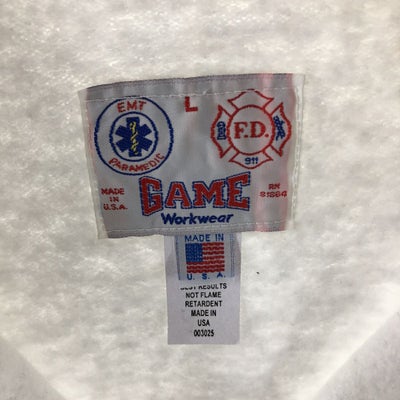 EMT
PARAMEDIC
L
F.D.
911
MADE IN
U.S.A.
GAME
Workwear
RN
81864
MADE IN
U. S. A.
BEST RESULTS
NOT FLAME
RETARDENT
MADE IN
USA
003025